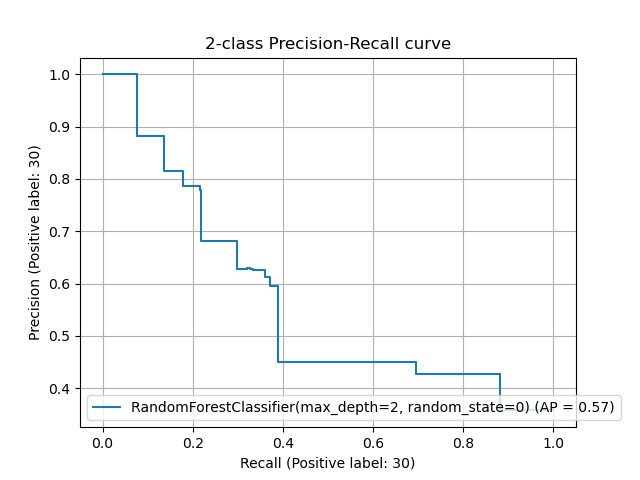 2-class Precision-Recall curve
1.0
0.9
0.8
0.7
0.6
0.5
0.4
Precision (Positive label: 30)
RandomForestClassifier(max_depth=2, random_state=0) (AP = 0.57)
0.0 0.2 0.4 0.6 0.8 1.0
Recall (Positive label: 30)